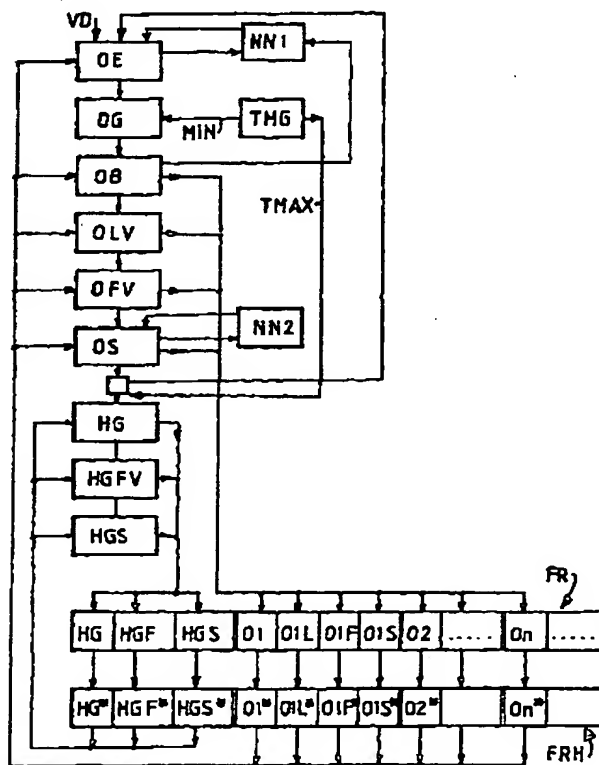 VD
OE
NN1
OG
MIN
TMG
OB
TMAX
OLV
OFV
OS
NN2
HG
HGFV
HGS
FR
HG HGF HGS O1 O1L O1F O1S O2 ..... On .....
HG* HGF* HGS* O1* O1L* O1F* O1S* O2* On*
FRH